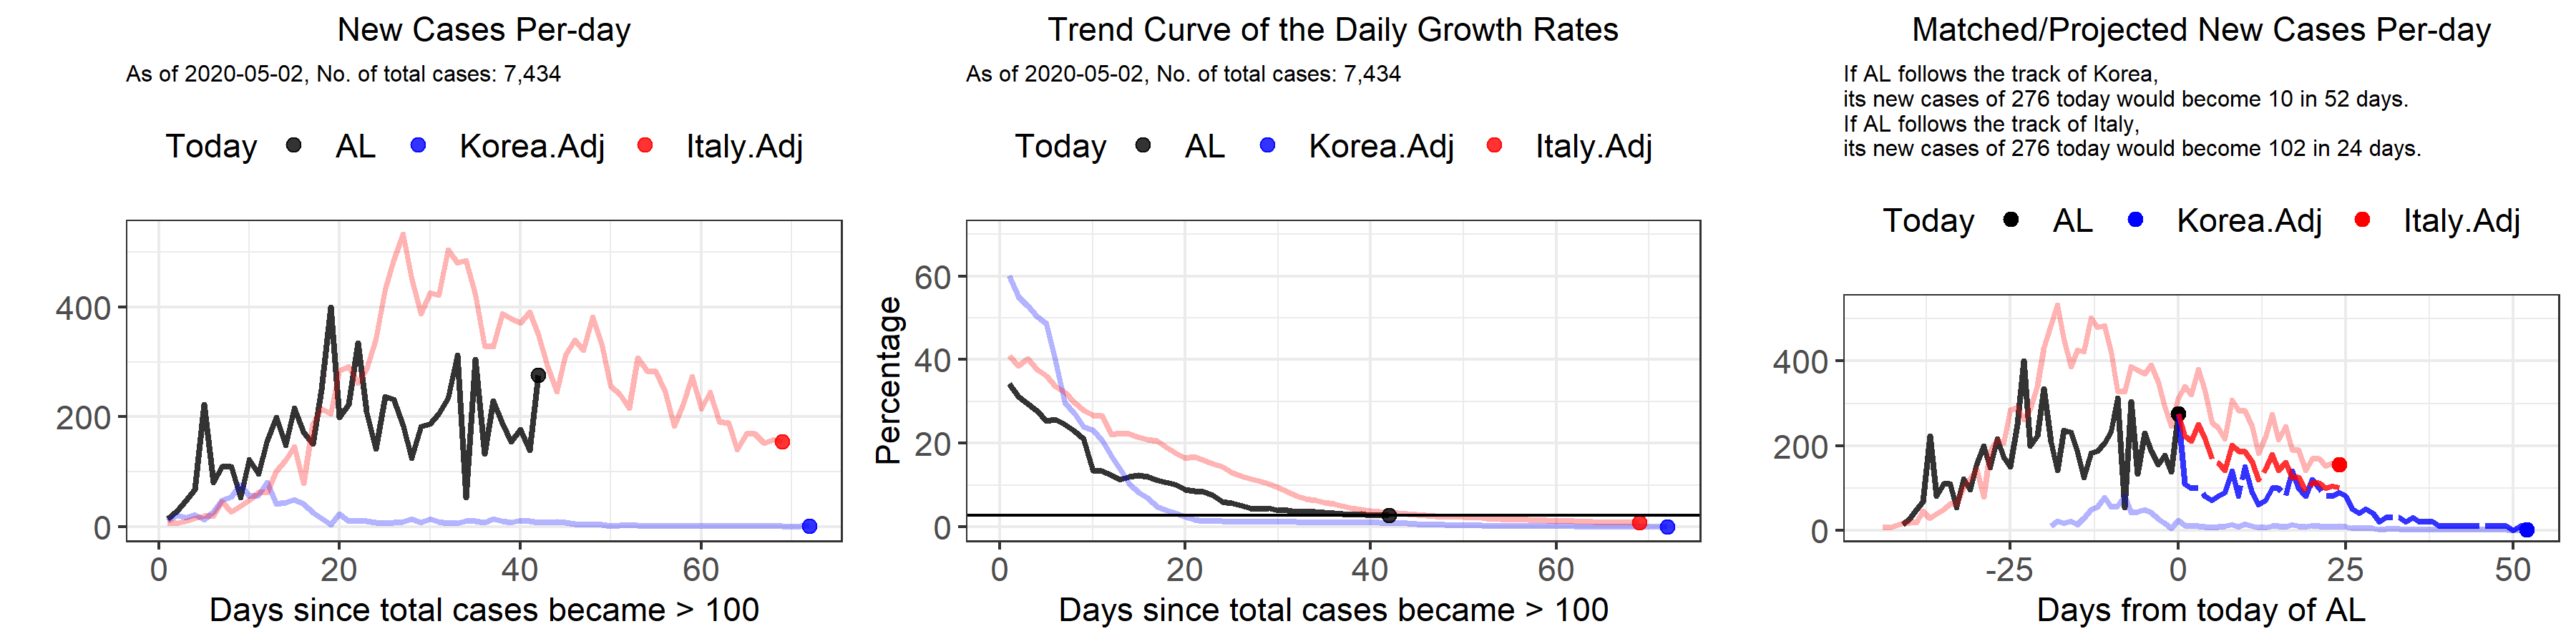 New Cases Per-day
As of 2020-05-02, No. of total cases: 7,434
Today AL Korea.Adj Italy.Adj
400
200
0
0 20 40 60
Days since total cases became > 100
Trend Curve of the Daily Growth Rates
As of 2020-05-02, No. of total cases: 7,434
Today AL Korea.Adj Italy.Adj
Percentage
60
40
20
0
0 20 40 60
Days since total cases became > 100
Matched/Projected New Cases Per-day
If AL follows the track of Korea,
its new cases of 276 today would become 10 in 52 days.
If AL follows the track of Italy,
its new cases of 276 today would become 102 in 24 days.
Today AL Korea.Adj Italy.Adj
400
200
0
-25 0 25 50
Days from today of AL